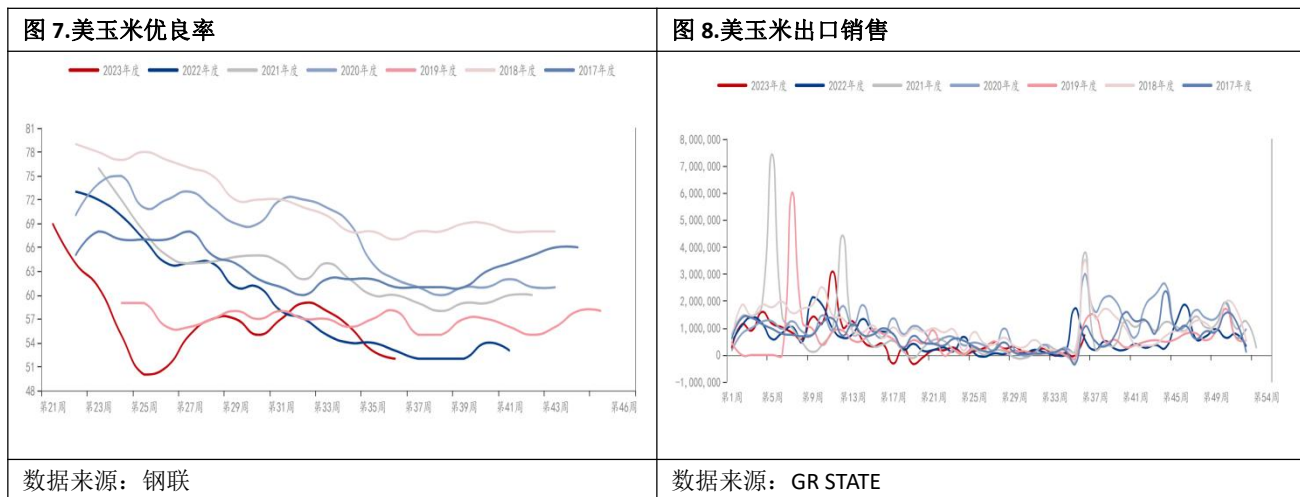 图 7.美玉米优良率
图 8.美玉米出口销售
2023年度 2022年度 2021年度 2020年度 2019年度 2018年度 2017年度
81
78
75
72
69
66
63
60
57
54
51
48
第21周 第23周 第25周 第27周 第29周 第31周 第33周 第35周 第37周 第39周 第41周 第43周 第46周
2023年度 2022年度 2021年度 2020年度 2019年度 2018年度 2017年度
8,000,000
7,000,000
6,000,000
5,000,000
4,000,000
3,000,000
2,000,000
1,000,000
0
-1,000,000
第1周 第5周 第9周 第13周 第17周 第21周 第25周 第29周 第33周 第37周 第41周 第45周 第49周 第54周
数据来源：钢联
数据来源：GR STATE